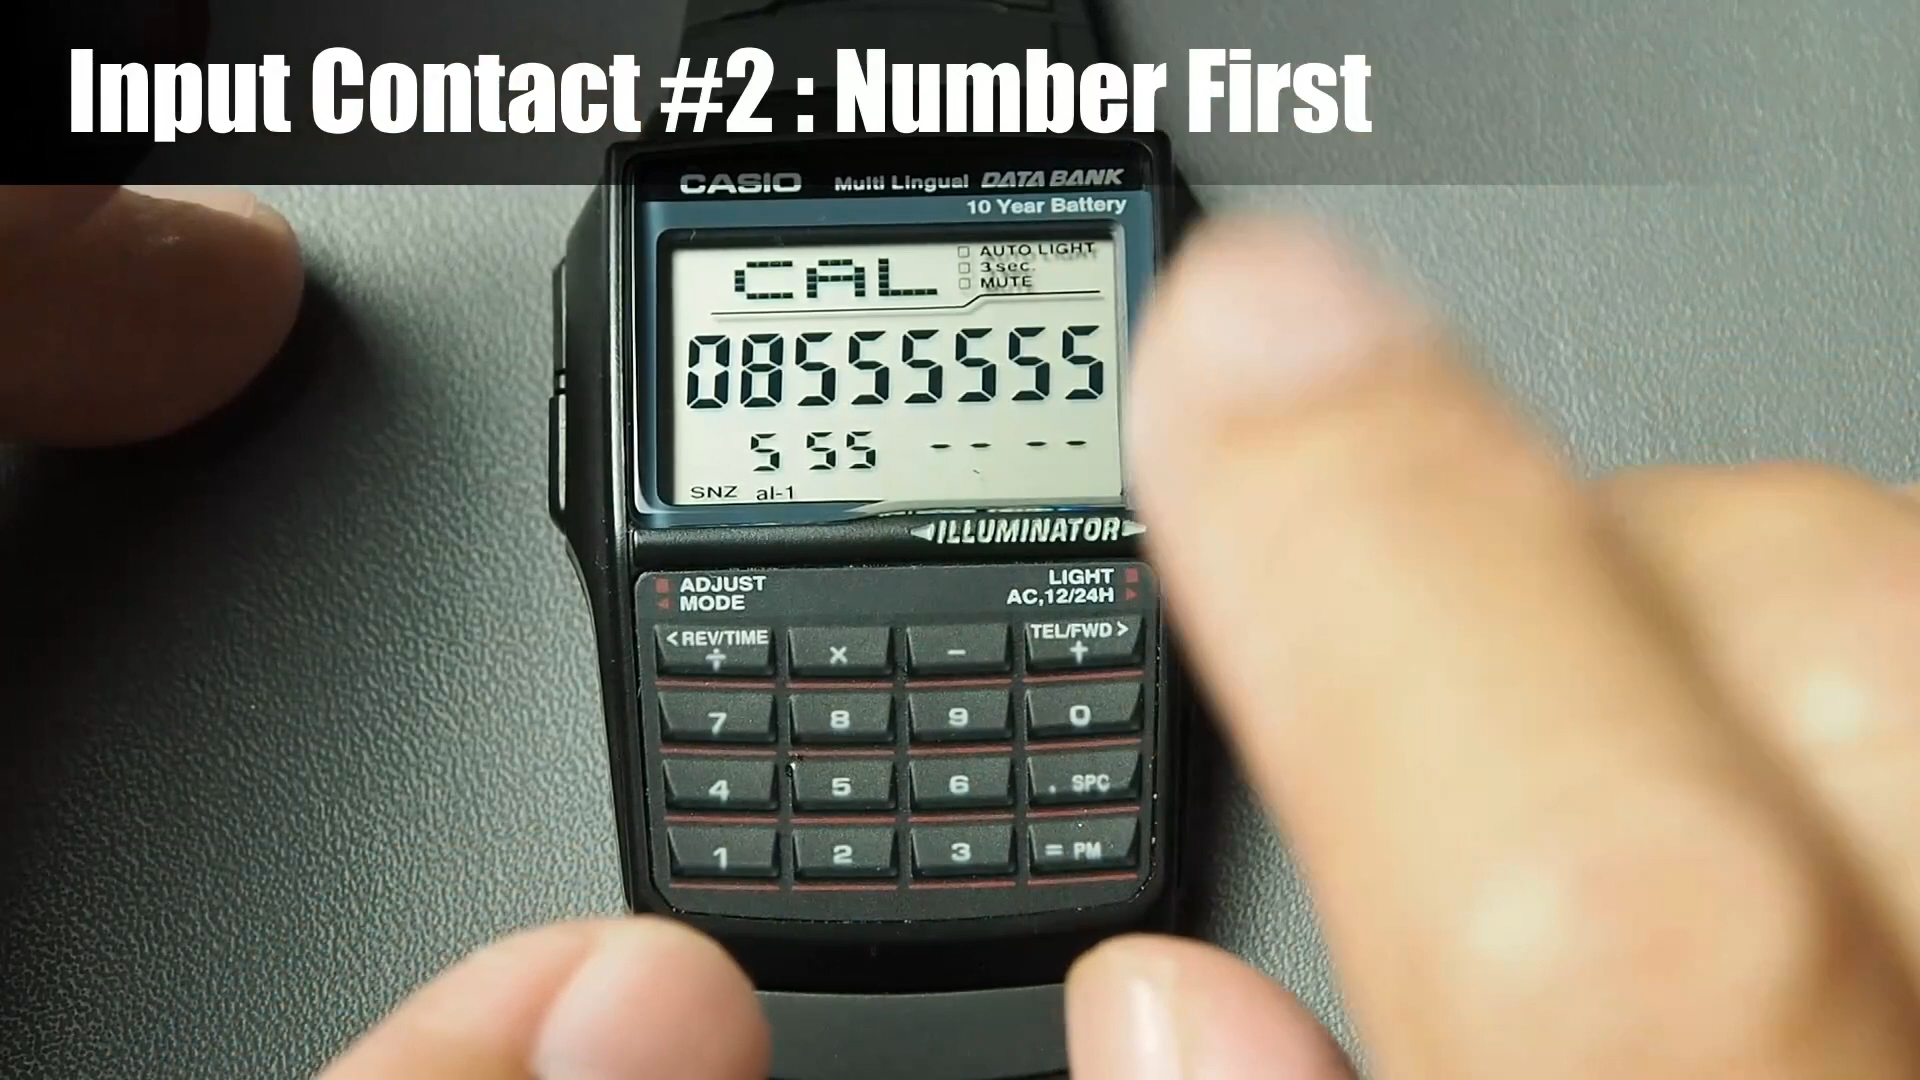 Input Contact #2 : Number First
CASIO Multi Lingual DATA BANK
10 Year Battery
CAL
AUTO LIGHT
3 sec.
MUTE
08555555
5 55 -- --
SNZ al-1
ILLUMINATOR
ADJUST LIGHT
MODE AC,12/24H
< REV/TIME TEL/FWD >
÷ × − +
7 8 9 0
4 5 6 . SPC
1 2 3 = PM